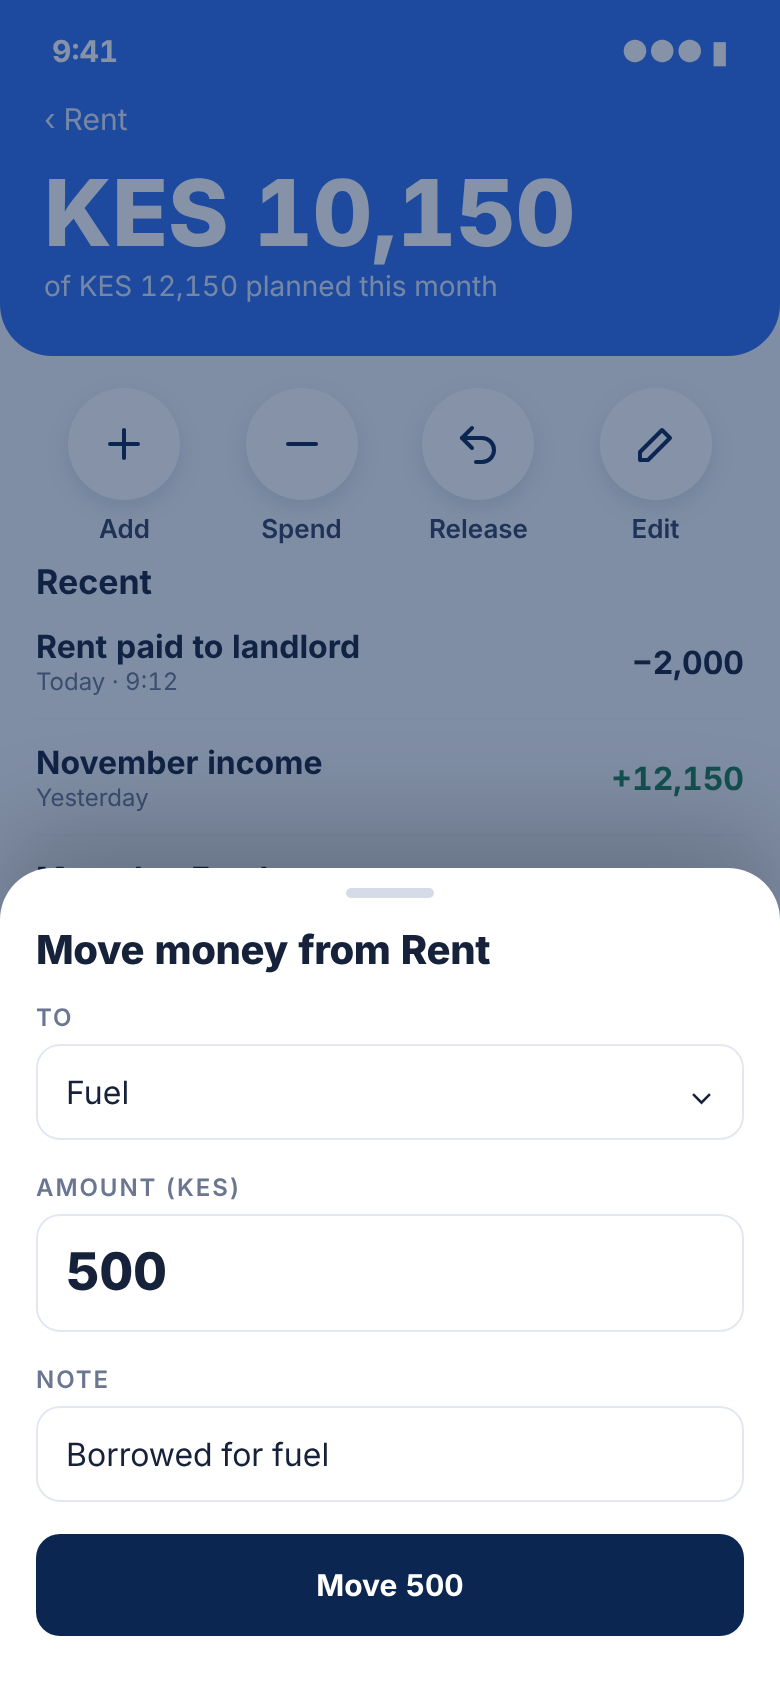 9:41
‹ Rent
KES 10,150
of KES 12,150 planned this month
Add Spend Release Edit
Recent
Rent paid to landlord
−2,000
Today · 9:12
November income
+12,150
Yesterday
Move money from Rent
TO
Fuel
AMOUNT (KES)
500
NOTE
Borrowed for fuel
Move 500